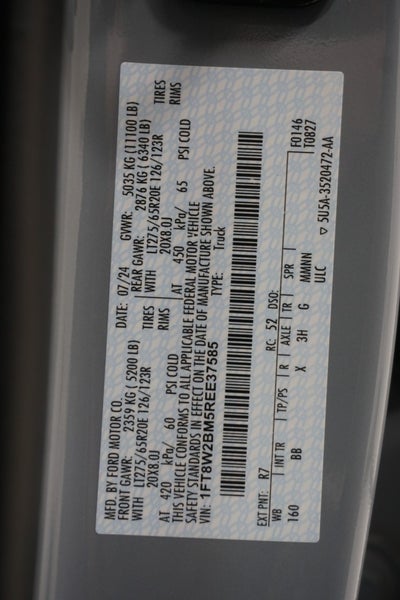 MFD. BY FORD MOTOR CO.
DATE: 07/24 GVWR: 5035 KG (11100 LB)
FRONT GAWR: 2359 KG ( 5200 LB) REAR GAWR: 2876 KG ( 6340 LB)
WITH LT275/65R20E 126/123R TIRES WITH LT275/65R20E 126/123R TIRES
20X8.0J RIMS 20X8.0J RIMS
AT 420 kPa/ 60 PSI COLD AT 450 kPa/ 65 PSI COLD
THIS VEHICLE CONFORMS TO ALL APPLICABLE FEDERAL MOTOR VEHICLE
SAFETY STANDARDS IN EFFECT ON THE DATE OF MANUFACTURE SHOWN ABOVE.
VIN: 1FT8W2BM5REE37585 TYPE: Truck
EXT PNT: R7 RC: 52 DSO: F0146
T0827
WB INT TR TP/PS R AXLE TR SPR
160 BB X 3H G MMNNN
ULC
▽ 5U5A-3520472-AA